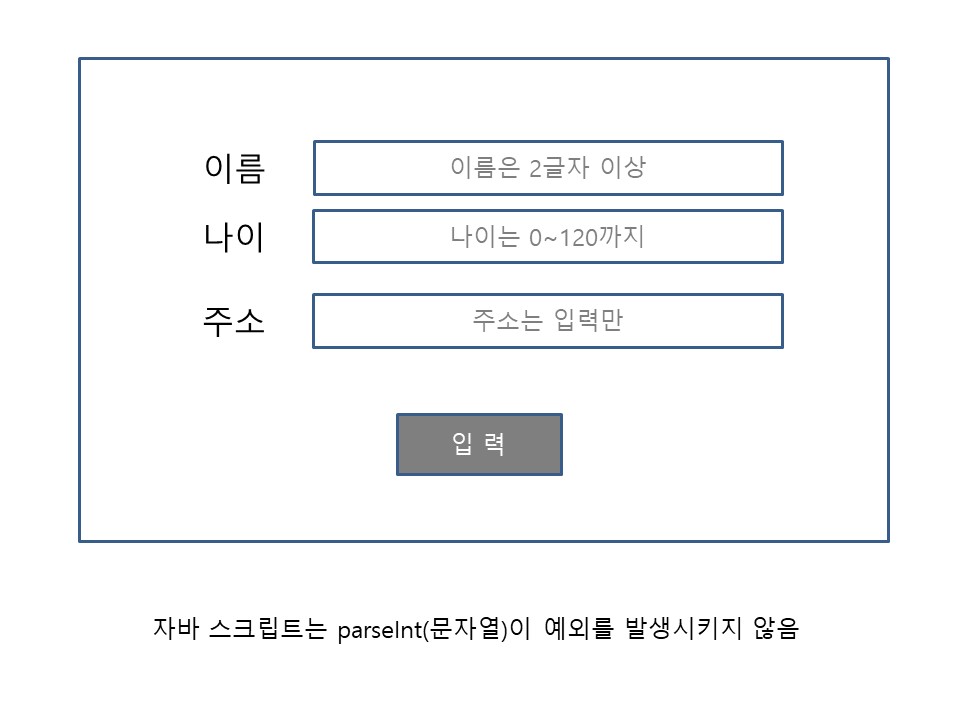 이름
이름은 2글자 이상
나이
나이는 0~120까지
주소
주소는 입력만
입 력
자바 스크립트는 parseInt(문자열)이 예외를 발생시키지 않음